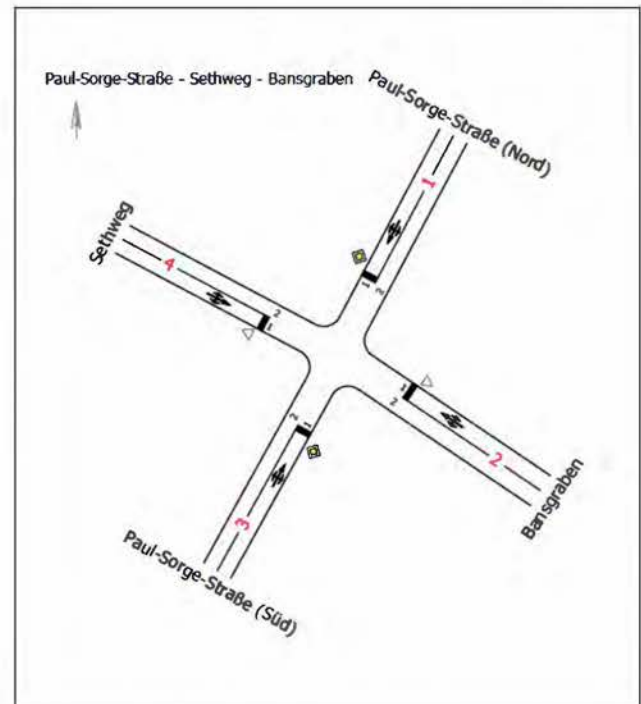 Paul-Sorge-Straße - Sethweg - Bansgraben
Paul-Sorge-Straße (Nord)
1
1
2
Sethweg
4
2
1
1
2
2
Bansgraben
2
1
3
Paul-Sorge-Straße (Süd)